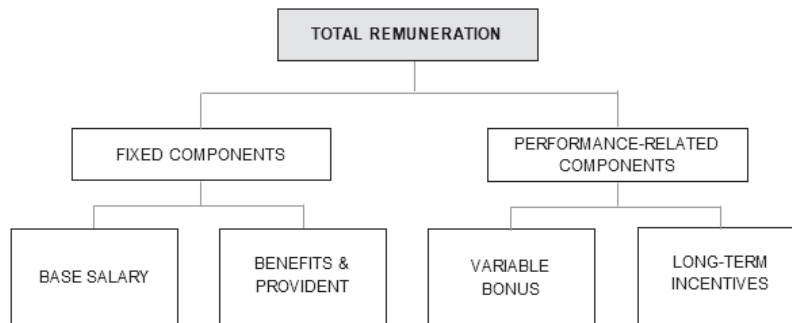 TOTAL REMUNERATION
FIXED COMPONENTS
PERFORMANCE-RELATED
COMPONENTS
BASE SALARY
BENEFITS &
PROVIDENT
VARIABLE
BONUS
LONG-TERM
INCENTIVES